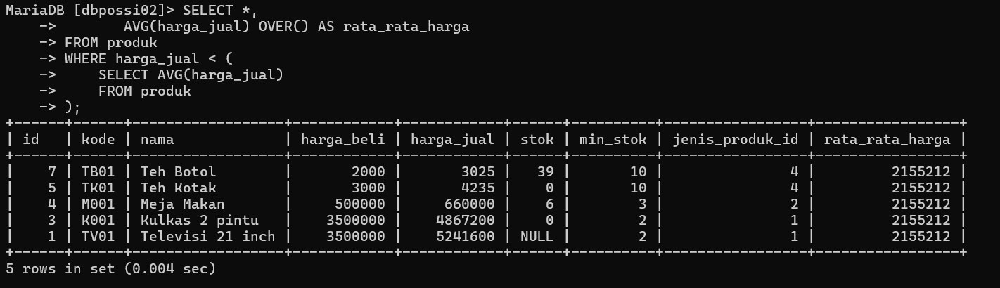 MariaDB [dbpossi02]> SELECT *,
    ->        AVG(harga_jual) OVER() AS rata_rata_harga
    -> FROM produk
    -> WHERE harga_jual < (
    ->     SELECT AVG(harga_jual)
    ->     FROM produk
    -> );
+------+------+------------------+------------+-----------+------+----------+-----------------+-----------------+
| id   | kode | nama             | harga_beli | harga_jual | stok | min_stok | jenis_produk_id | rata_rata_harga |
+------+------+------------------+------------+------------+------+----------+-----------------+-----------------+
|    7 | TB01 | Teh Botol        |       2000 |       3025 |   39 |       10 |               4 |         2155212 |
|    5 | TK01 | Teh Kotak        |       3000 |       4235 |    0 |       10 |               4 |         2155212 |
|    4 | M001 | Meja Makan       |     500000 |     660000 |    6 |        3 |               2 |         2155212 |
|    3 | K001 | Kulkas 2 pintu   |    3500000 |    4867200 |    0 |        2 |               1 |         2155212 |
|    1 | TV01 | Televisi 21 inch |    3500000 |    5241600 | NULL |        2 |               1 |         2155212 |
+------+------+------------------+------------+------------+------+----------+-----------------+-----------------+
5 rows in set (0.004 sec)